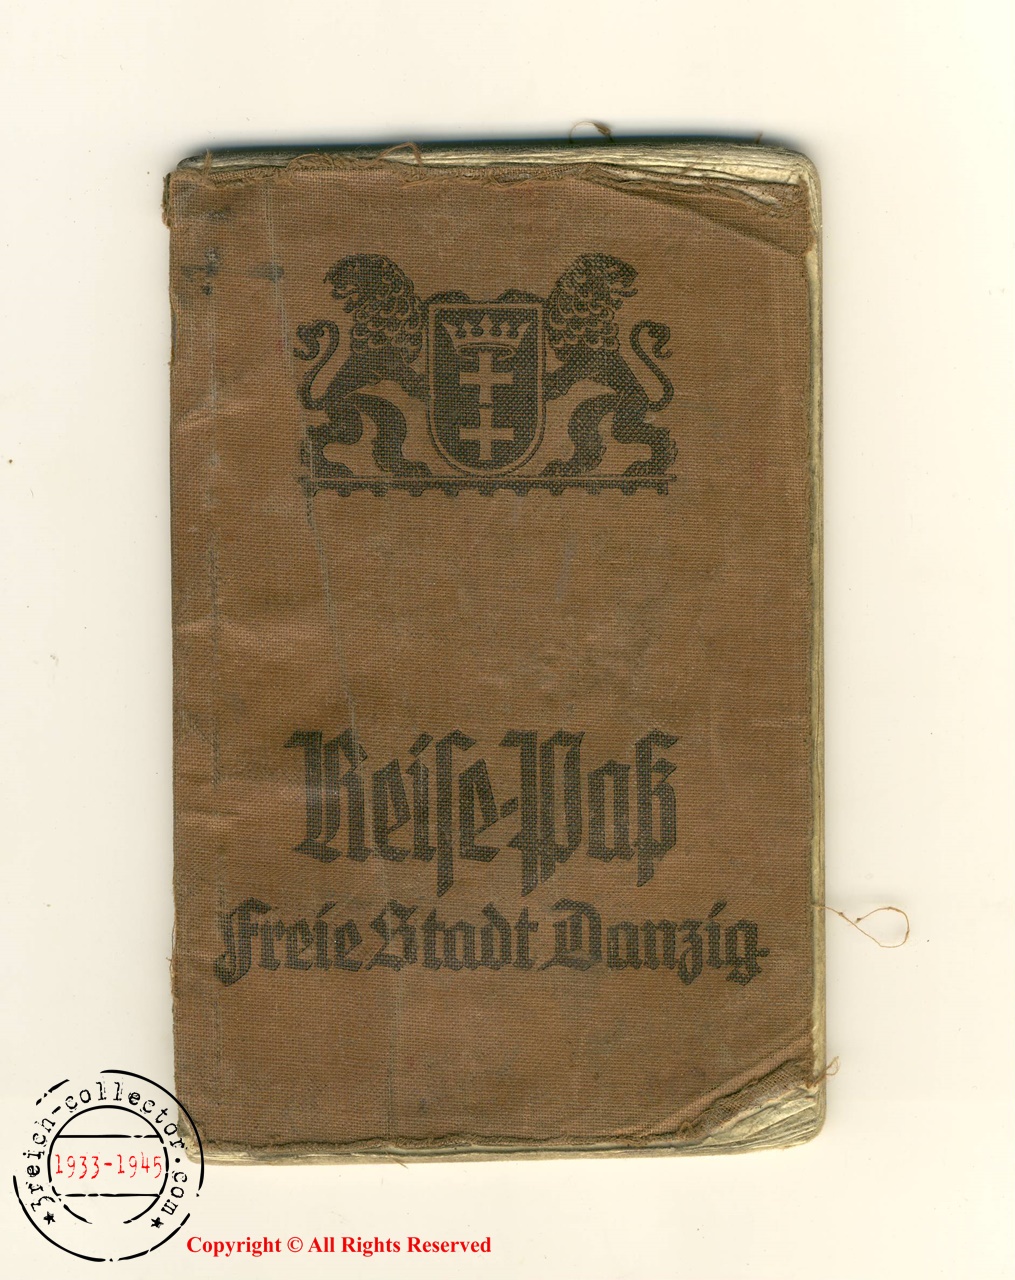 Reise-Paß
Freie Stadt Danzig.
3reich-collector.com
1933-1945
Copyright © All Rights Reserved